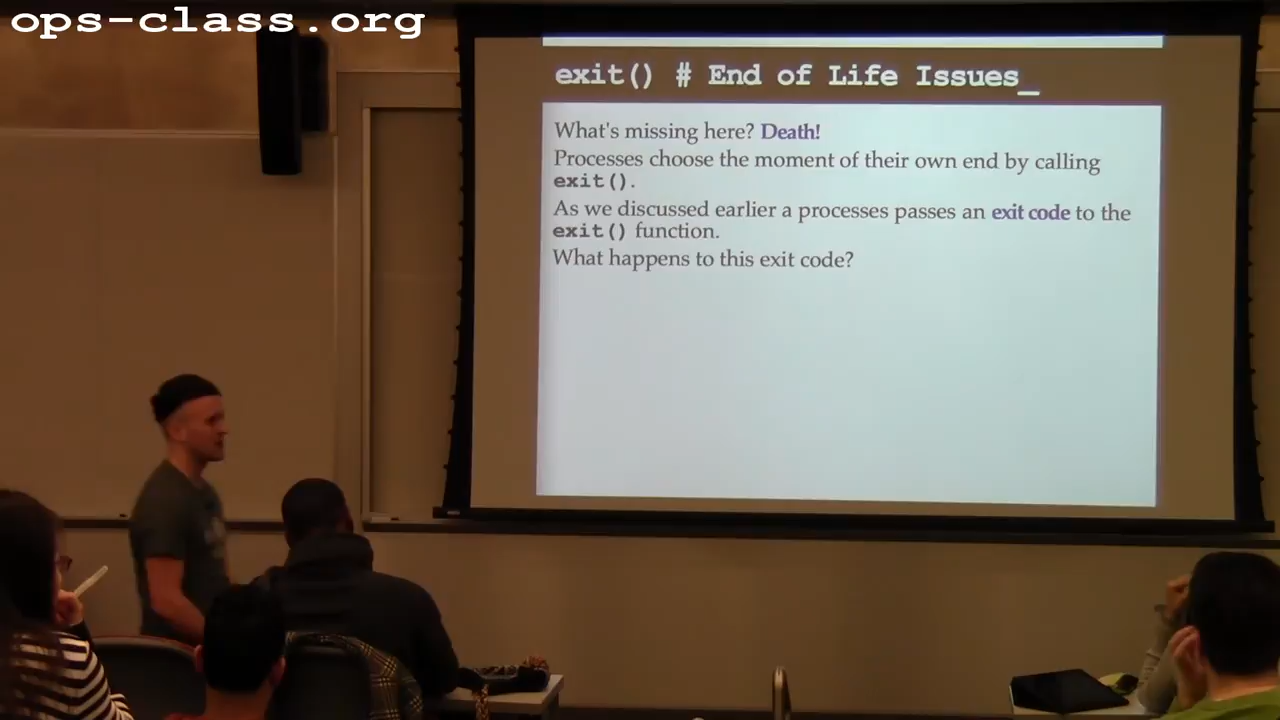 ops-class.org
exit() # End of Life Issues_
What's missing here? Death!
Processes choose the moment of their own end by calling
exit().
As we discussed earlier a processes passes an exit code to the
exit() function.
What happens to this exit code?